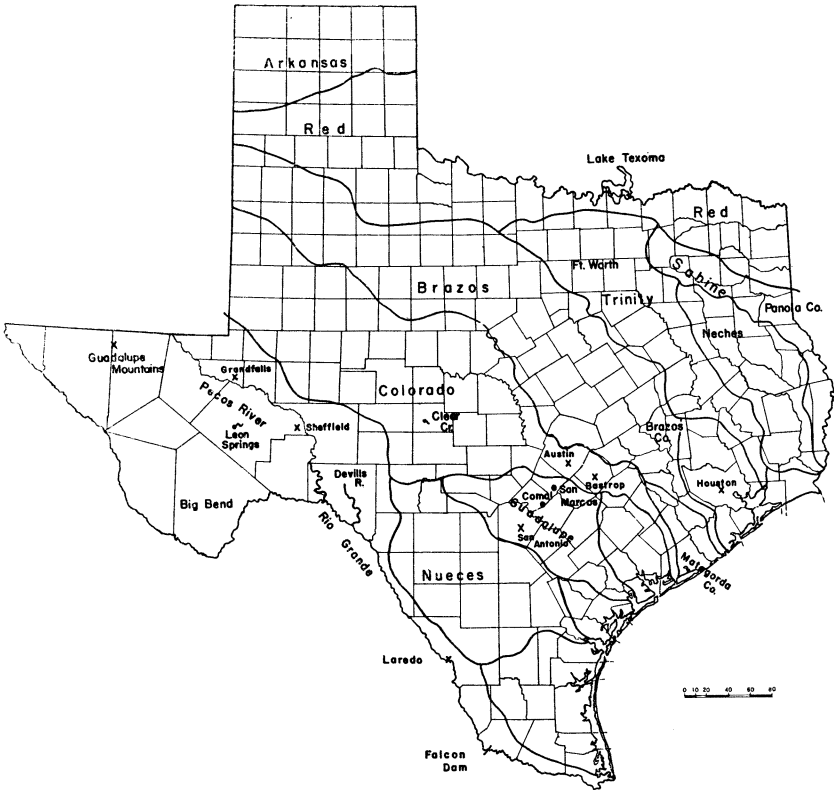 Arkansas
Red
Lake Texoma
Red
Ft. Worth
Sabine
Brazos
Trinity
Panola Co.
Neches
Guadalupe
Mountains
Grandfalls
Pecos River
Colorado
Clear
Cr.
Sheffield
Leon
Springs
Brazos
Co.
Austin
Devills
R.
Bastrop
Houston
Comal
San
Marcos
Big Bend
Guadalupe
San
Antonio
Rio Grande
Nueces
Matagorda
Co.
Laredo
0 10 20 40 60 80
Falcon
Dam